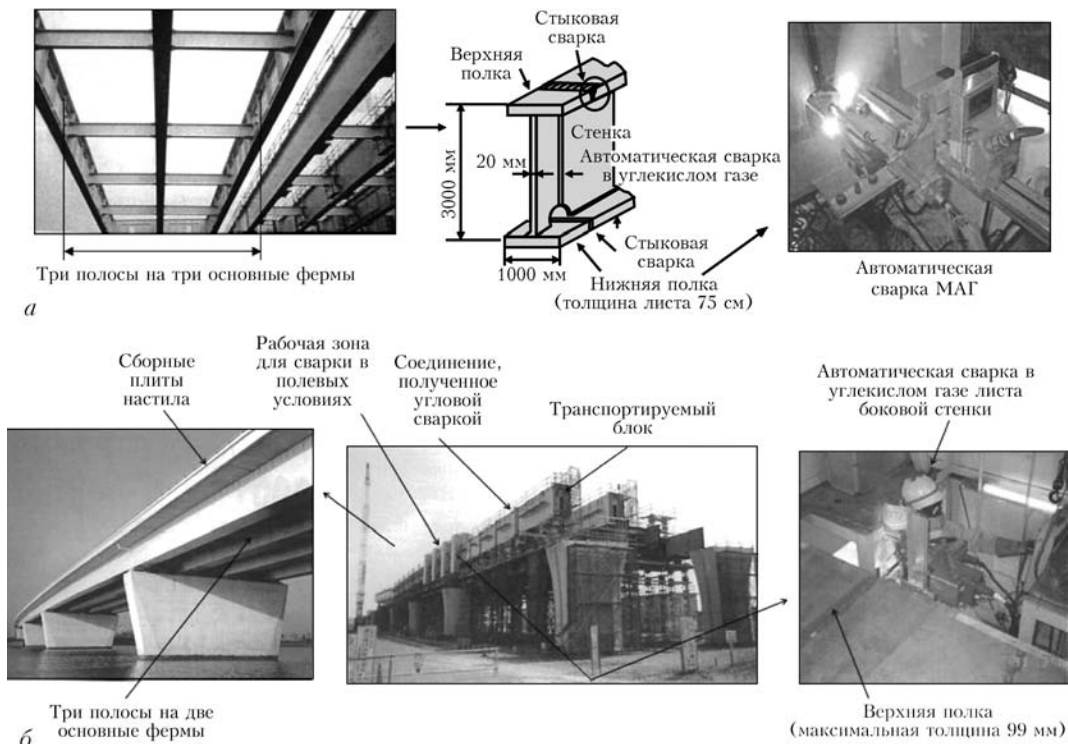 Стыковая
сварка
Верхняя
полка
Стенка
20 мм
Автоматическая сварка
в углекислом газе
3000 мм
Стыковая
сварка
1000 мм
Нижняя полка
(толщина листа 75 см)
Три полосы на три основные фермы
Автоматическая
сварка МАГ
а
Сборные
плиты
настила
Рабочая зона
для сварки в
полевых
условиях
Соединение,
полученное
угловой
сваркой
Транспортируемый
блок
Автоматическая сварка в
углекислом газе листа
боковой стенки
Три полосы на две
основные фермы
Верхняя полка
(максимальная толщина 99 мм)
б